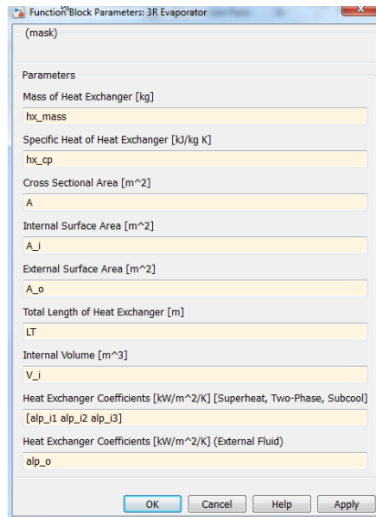 Function Block Parameters: 3R Evaporator
(mask)
Parameters
Mass of Heat Exchanger [kg]
hx_mass
Specific Heat of Heat Exchanger [kJ/kg K]
hx_cp
Cross Sectional Area [m^2]
A
Internal Surface Area [m^2]
A_i
External Surface Area [m^2]
A_o
Total Length of Heat Exchanger [m]
LT
Internal Volume [m^3]
V_i
Heat Exchanger Coefficients [kW/m^2/K] [Superheat, Two-Phase, Subcool]
[alp_i1 alp_i2 alp_i3]
Heat Exchanger Coefficients [kW/m^2/K] (External Fluid)
alp_o
OK Cancel Help Apply